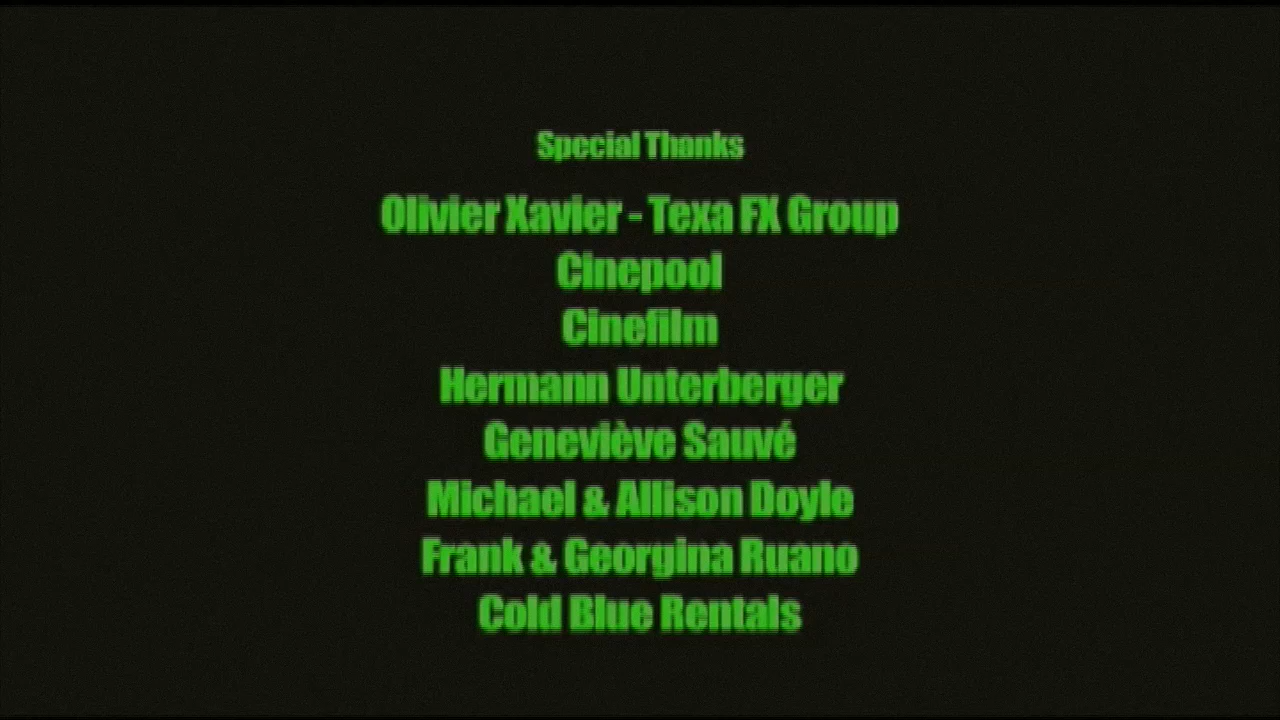 Special Thanks
Olivier Xavier - Texa FX Group
Cinepool
Cinefilm
Hermann Unterberger
Geneviève Sauvé
Michael & Allison Doyle
Frank & Georgina Ruano
Cold Blue Rentals